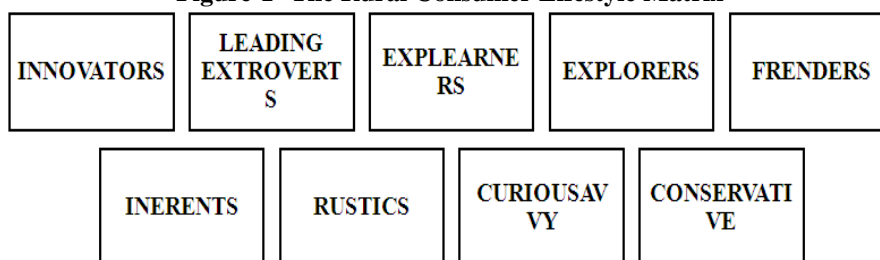 Figure 1 The Rural Consumer Lifestyle Matrix
INNOVATORS
LEADING
EXTROVERT
S
EXPLEARNE
RS
EXPLORERS
FRENDERS
INERENTS
RUSTICS
CURIOUSAV
VY
CONSERVATI
VE